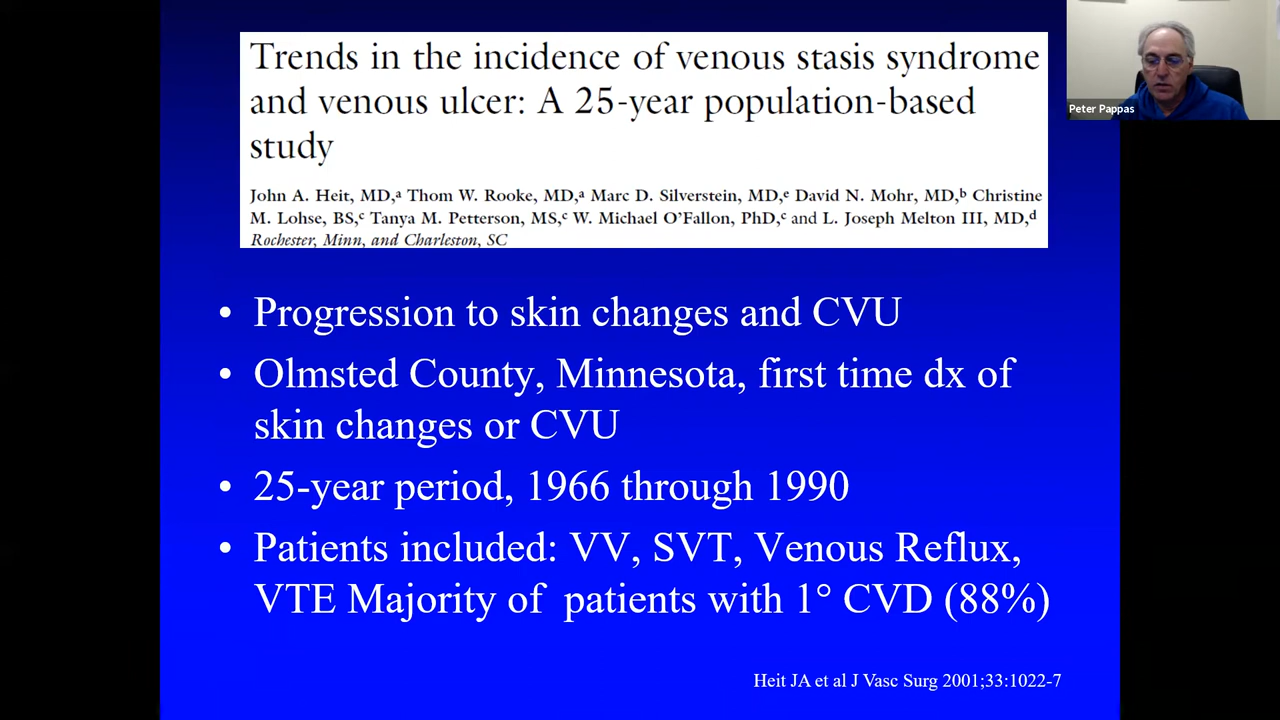 Trends in the incidence of venous stasis syndrome
and venous ulcer: A 25-year population-based
study
John A. Heit, MD,ᵃ Thom W. Rooke, MD,ᵃ Marc D. Silverstein, MD,ᵉ David N. Mohr, MD,ᵇ Christine
M. Lohse, BS,ᶜ Tanya M. Petterson, MS,ᶜ W. Michael O'Fallon, PhD,ᶜ and L. Joseph Melton III, MD,ᵈ
Rochester, Minn, and Charleston, SC
Peter Pappas
• Progression to skin changes and CVU
• Olmsted County, Minnesota, first time dx of
skin changes or CVU
• 25-year period, 1966 through 1990
• Patients included: VV, SVT, Venous Reflux,
VTE Majority of patients with 1° CVD (88%)
Heit JA et al J Vasc Surg 2001;33:1022-7